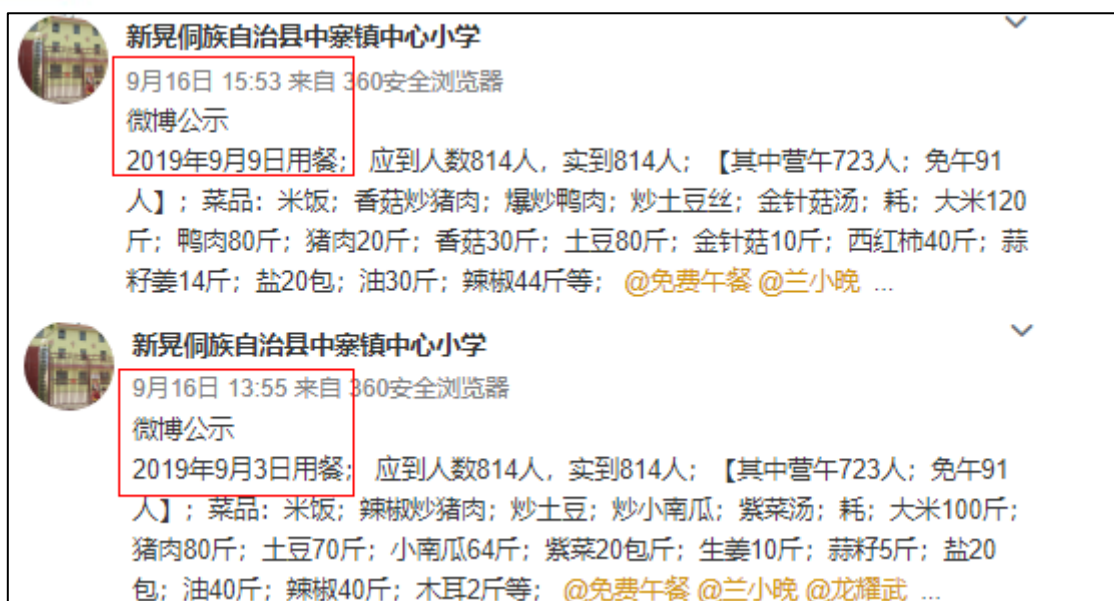 新晃侗族自治县中寨镇中心小学
9月16日 15:53 来自 360安全浏览器
微博公示
2019年9月9日用餐; 应到人数814人，实到814人; 【其中营午723人; 免午91
人】; 菜品: 米饭; 香菇炒猪肉; 爆炒鸭肉; 炒土豆丝; 金针菇汤; 耗; 大米120
斤; 鸭肉80斤; 猪肉20斤; 香菇30斤; 土豆80斤; 金针菇10斤; 西红柿40斤; 蒜
籽姜14斤; 盐20包; 油30斤; 辣椒44斤等; @免费午餐 @兰小晚 ...
新晃侗族自治县中寨镇中心小学
9月16日 13:55 来自 360安全浏览器
微博公示
2019年9月3日用餐; 应到人数814人，实到814人; 【其中营午723人; 免午91
人】; 菜品: 米饭; 辣椒炒猪肉; 炒土豆; 炒小南瓜; 紫菜汤; 耗; 大米100斤;
猪肉80斤; 土豆70斤; 小南瓜64斤; 紫菜20包斤; 生姜10斤; 蒜籽5斤; 盐20
包; 油40斤; 辣椒40斤; 木耳2斤等; @免费午餐 @兰小晚 @龙耀武 ...